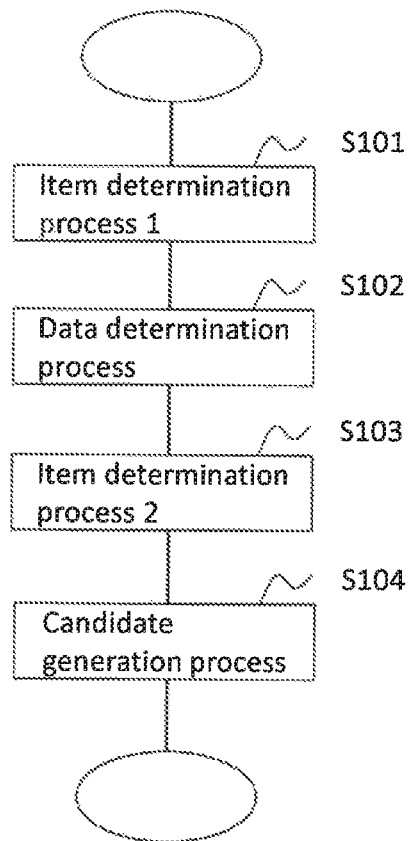 S101
Item determination
process 1
S102
Data determination
process
S103
Item determination
process 2
S104
Candidate
generation process